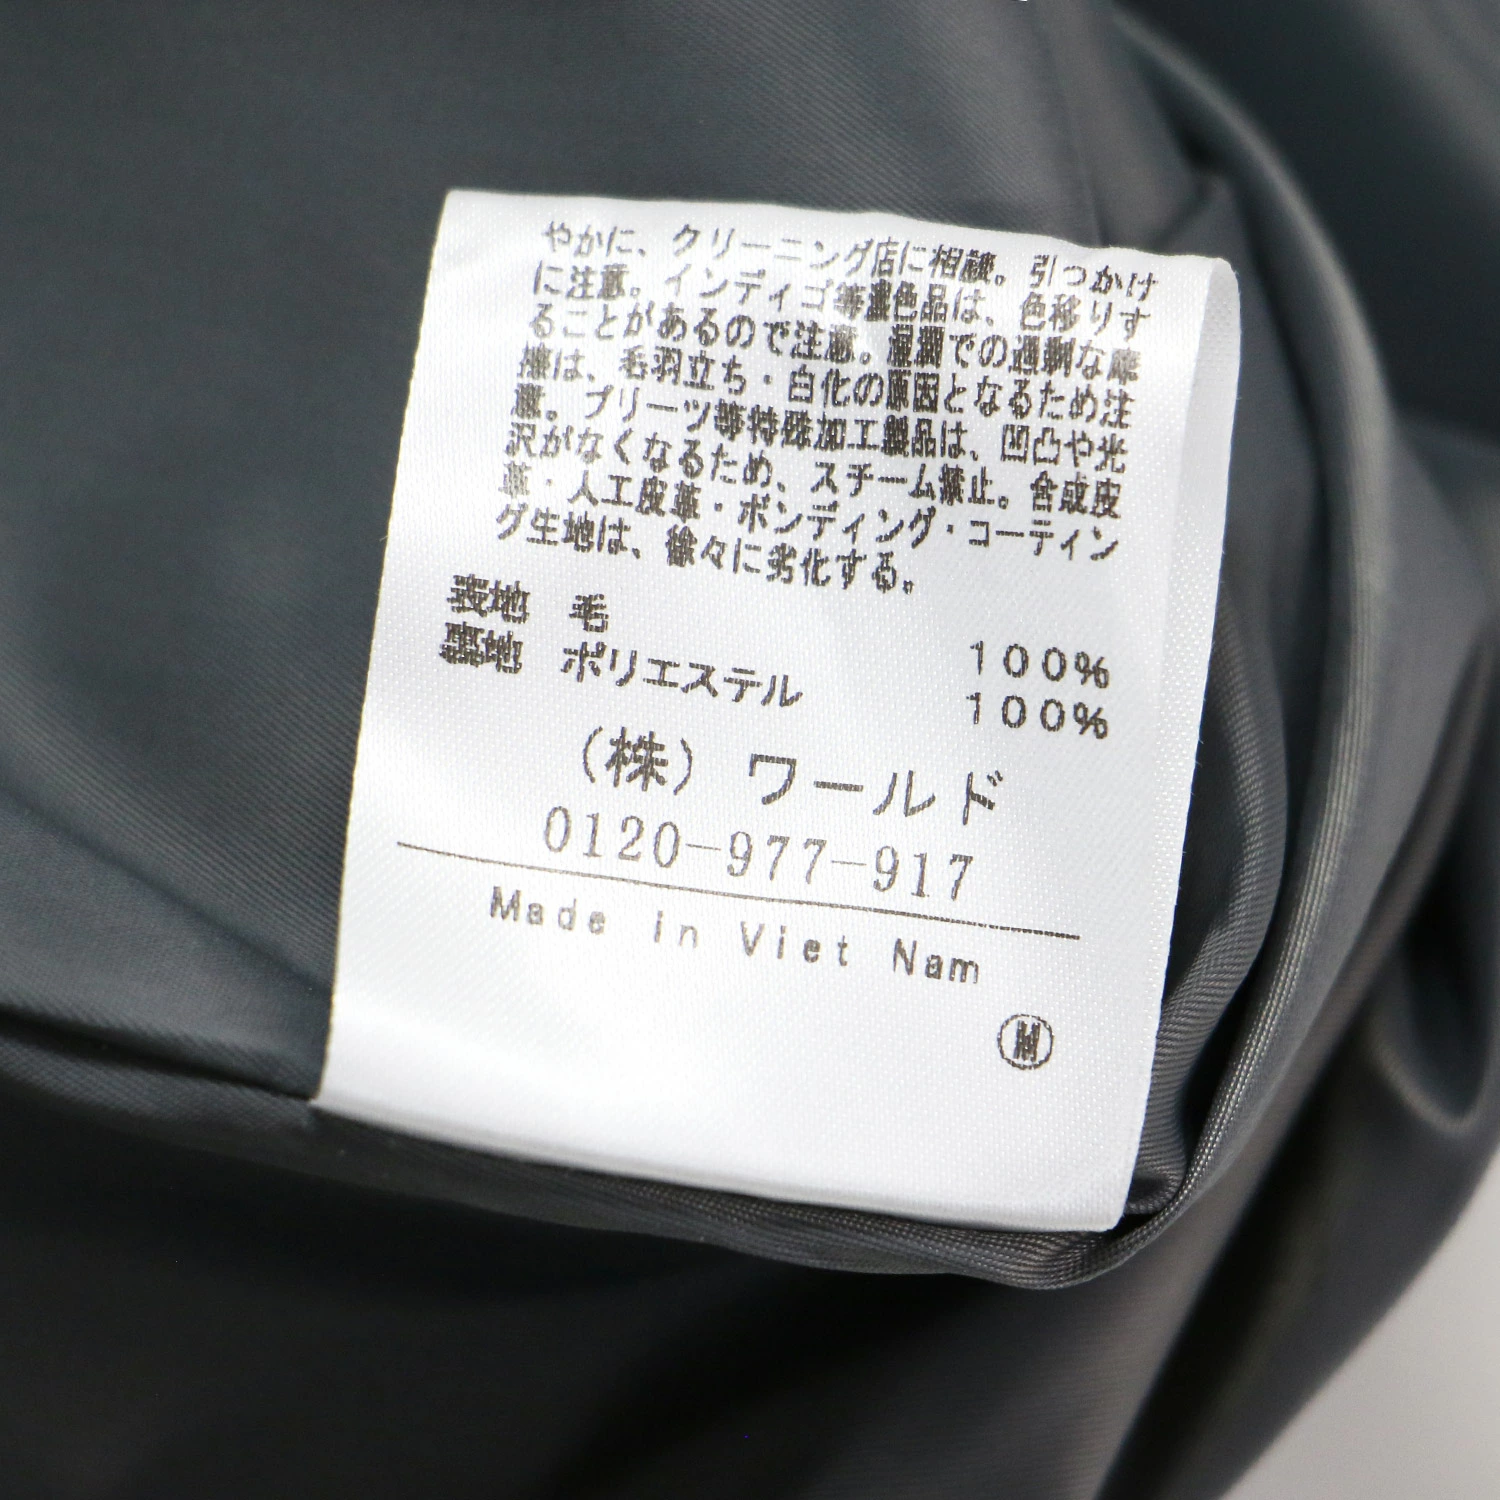 やかに、クリーニング店に相談。引つかけ
に注意。インディゴ等濃色品は、色移りす
ることがあるので注意。湿潤での過剰な摩
擦は、毛羽立ち・白化の原因となるため注
意。プリーツ等特殊加工製品は、凹凸や光
沢がなくなるため、スチーム禁止。合成皮
革・人工皮革・ボンディング・コーティン
グ生地は、徐々に劣化する。
表地 毛 100%
裏地 ポリエステル 100%
(株) ワールド
0120-977-917
Made in Viet Nam
Ⓜ